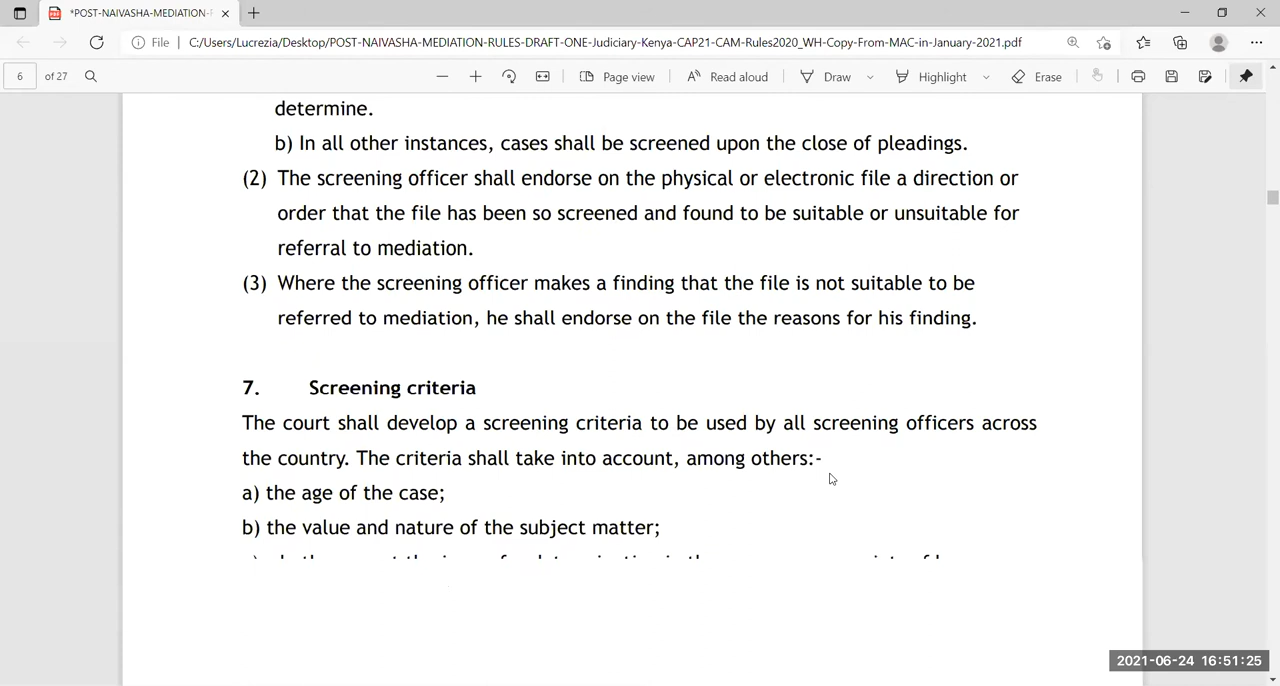 *POST-NAIVASHA-MEDIATION-
File
C:/Users/Lucrezia/Desktop/POST-NAIVASHA-MEDIATION-RULES-DRAFT-ONE-Judiciary-Kenya-CAP21-CAM-Rules2020_WH-Copy-From-MAC-in-January-2021.pdf
6 of 27 Page view Read aloud Draw Highlight Erase
determine.
b) In all other instances, cases shall be screened upon the close of pleadings.
(2) The screening officer shall endorse on the physical or electronic file a direction or
order that the file has been so screened and found to be suitable or unsuitable for
referral to mediation.
(3) Where the screening officer makes a finding that the file is not suitable to be
referred to mediation, he shall endorse on the file the reasons for his finding.
7. Screening criteria
The court shall develop a screening criteria to be used by all screening officers across
the country. The criteria shall take into account, among others:-
a) the age of the case;
b) the value and nature of the subject matter;
2021-06-24 16:51:25